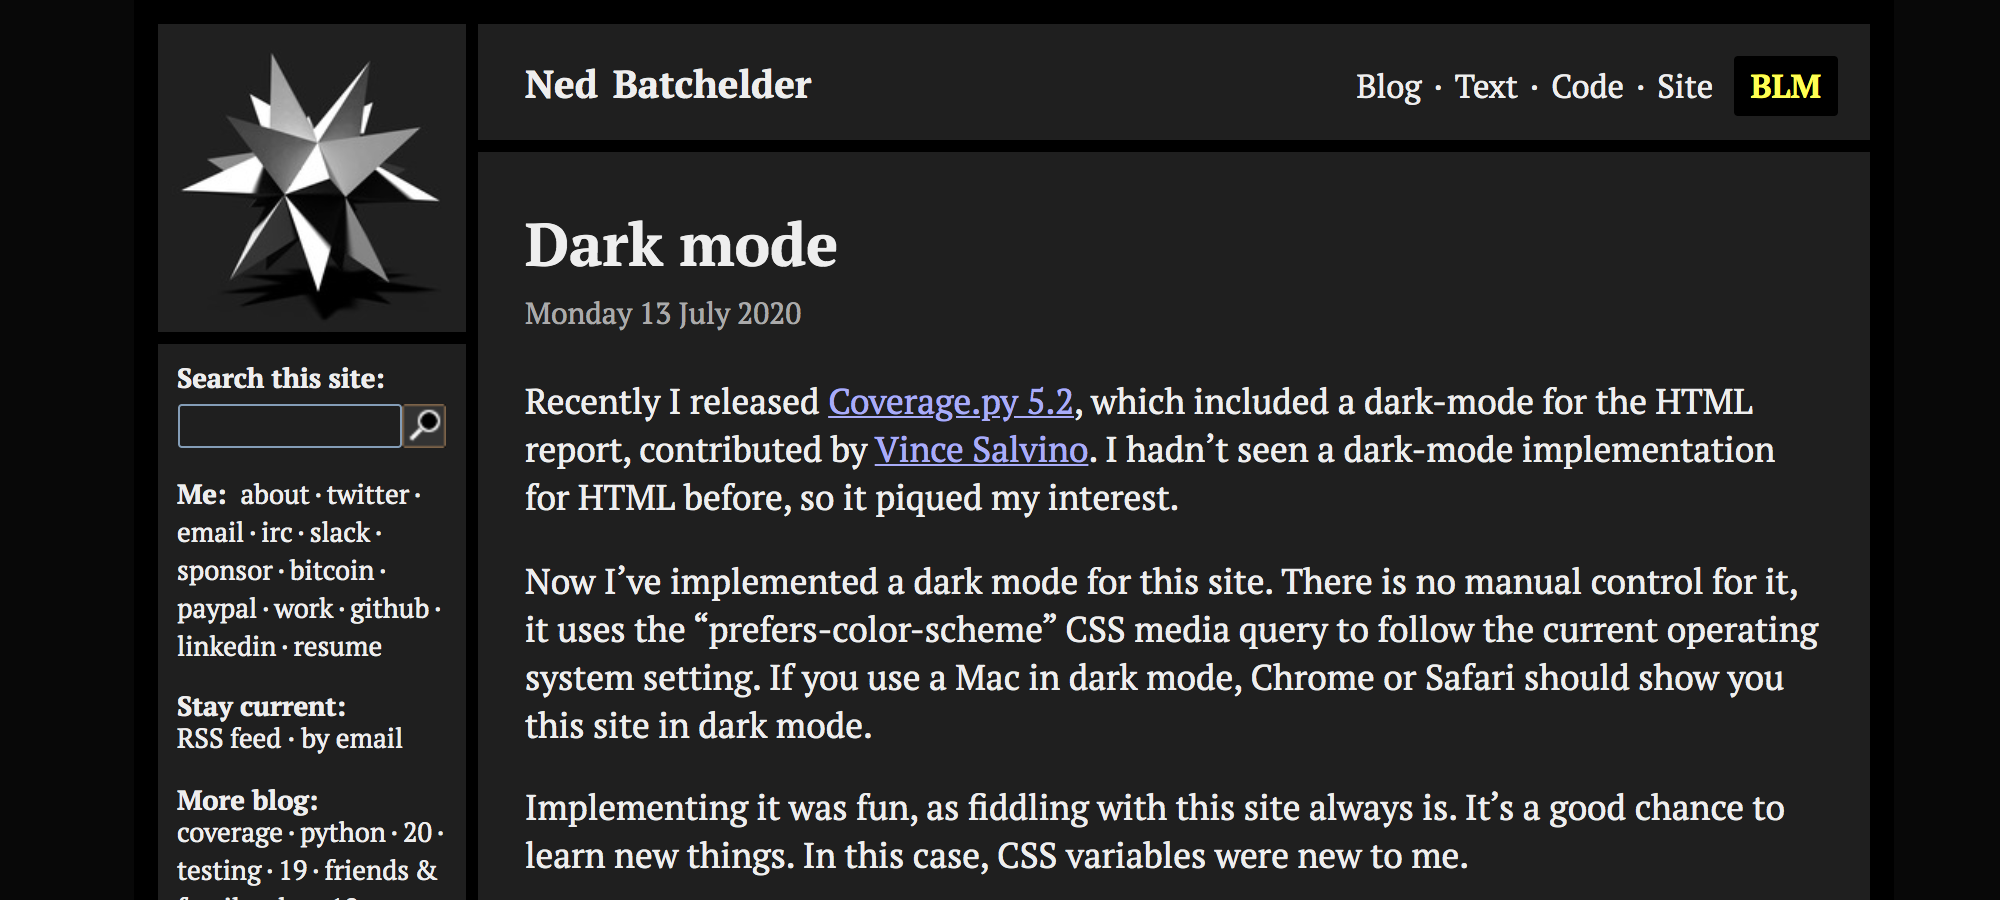 Ned Batchelder
Blog · Text · Code · Site BLM
Search this site:
Me: about · twitter ·
email · irc · slack ·
sponsor · bitcoin ·
paypal · work · github ·
linkedin · resume
Stay current:
RSS feed · by email
More blog:
coverage · python · 20 ·
testing · 19 · friends &
Dark mode
Monday 13 July 2020
Recently I released Coverage.py 5.2, which included a dark-mode for the HTML
report, contributed by Vince Salvino. I hadn’t seen a dark-mode implementation
for HTML before, so it piqued my interest.
Now I’ve implemented a dark mode for this site. There is no manual control for it,
it uses the “prefers-color-scheme” CSS media query to follow the current operating
system setting. If you use a Mac in dark mode, Chrome or Safari should show you
this site in dark mode.
Implementing it was fun, as fiddling with this site always is. It’s a good chance to
learn new things. In this case, CSS variables were new to me.